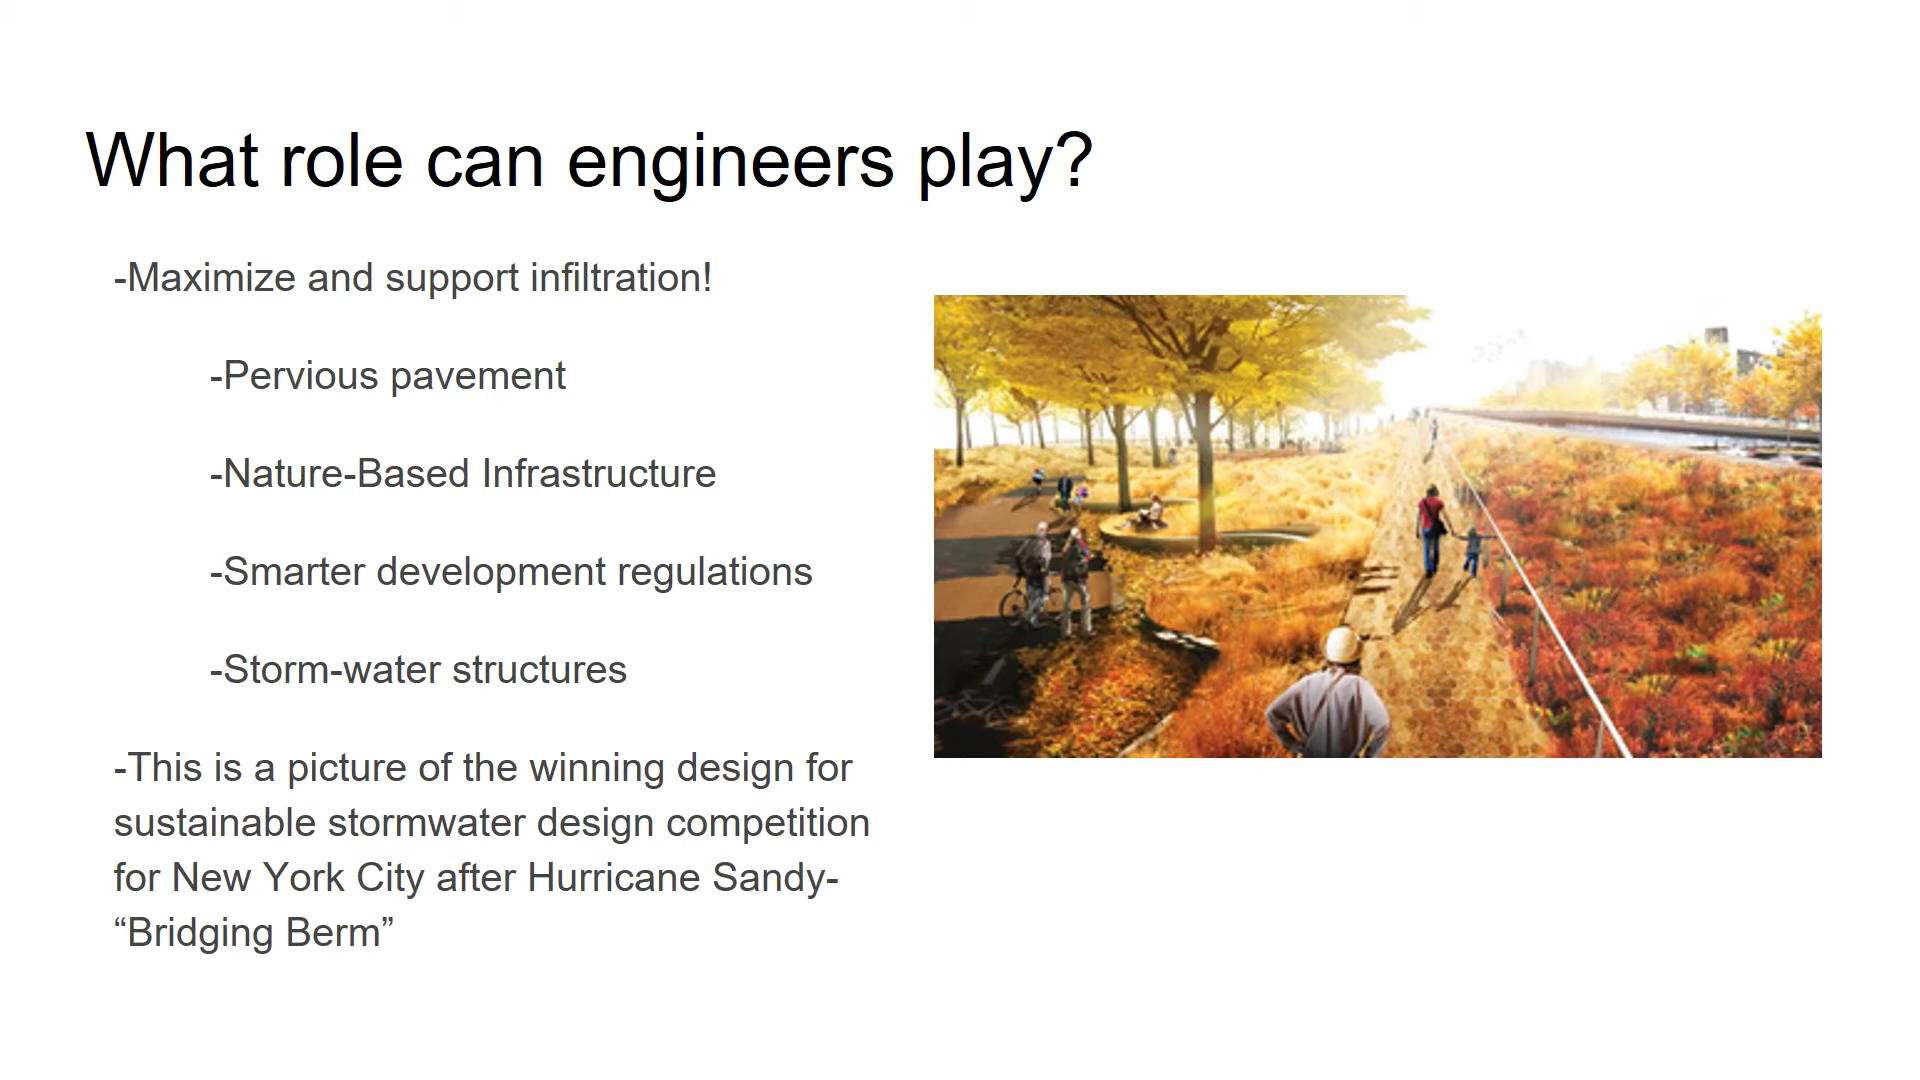 What role can engineers play?
-Maximize and support infiltration!
-Pervious pavement
-Nature-Based Infrastructure
-Smarter development regulations
-Storm-water structures
-This is a picture of the winning design for
sustainable stormwater design competition
for New York City after Hurricane Sandy-
“Bridging Berm”